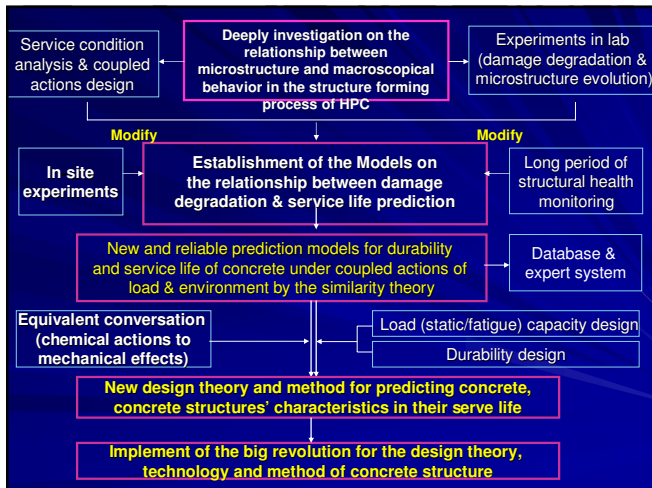 Service condition
analysis & coupled
actions design
Deeply investigation on the
relationship between
microstructure and macroscopical
behavior in the structure forming
process of HPC
Experiments in lab
(damage degradation &
microstructure evolution)
Modify
Modify
In site
experiments
Establishment of the Models on
the relationship between damage
degradation & service life prediction
Long period of
structural health
monitoring
New and reliable prediction models for durability
and service life of concrete under coupled actions of
load & environment by the similarity theory
Database &
expert system
Equivalent conversation
(chemical actions to
mechanical effects)
Load (static/fatigue) capacity design
Durability design
New design theory and method for predicting concrete,
concrete structures' characteristics in their serve life
Implement of the big revolution for the design theory,
technology and method of concrete structure